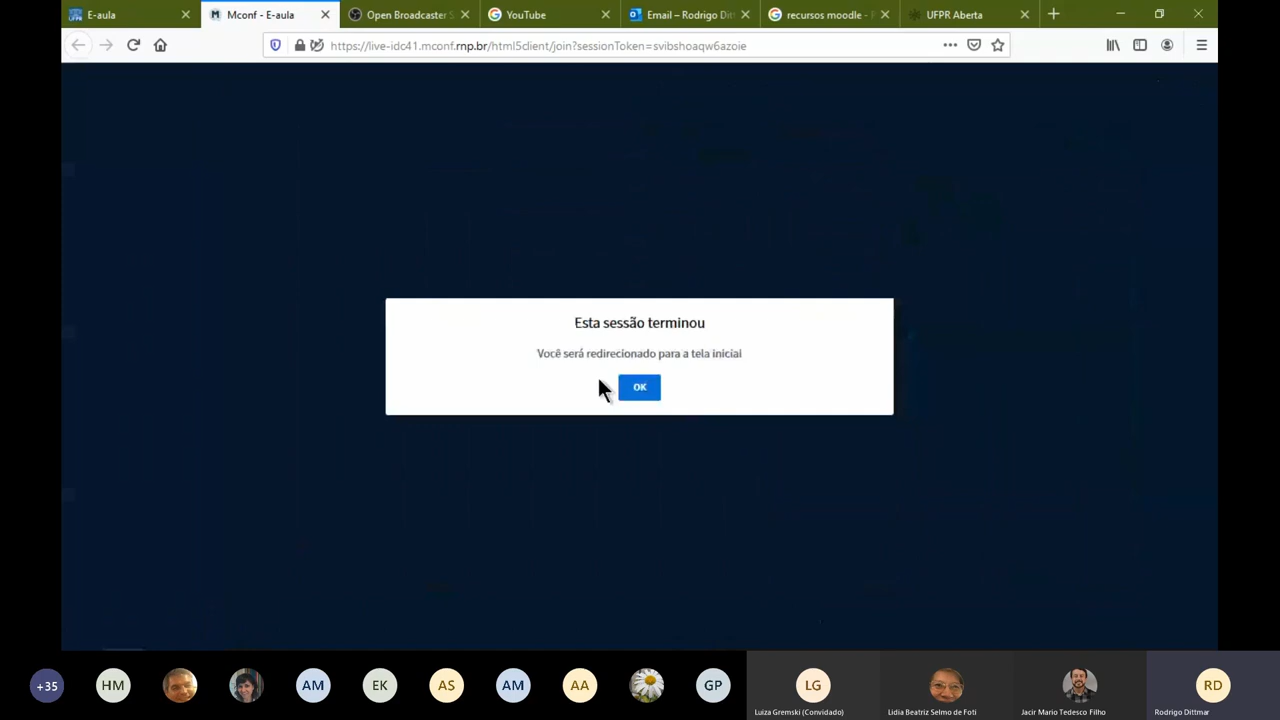 E-aula
Mconf - E-aula
Open Broadcaster S
YouTube
Email – Rodrigo Ditt
recursos moodle - P
UFPR Aberta
https://live-idc41.mconf.rnp.br/html5client/join?sessionToken=svibshoaqw6azoie
Esta sessão terminou
Você será redirecionado para a tela inicial
OK
+35
HM
AM
EK
AS
AM
AA
GP
LG
RD
Luiza Gremski (Convidado)
Lidia Beatriz Selmo de Foti
Jacir Mario Tedesco Filho
Rodrigo Dittmar